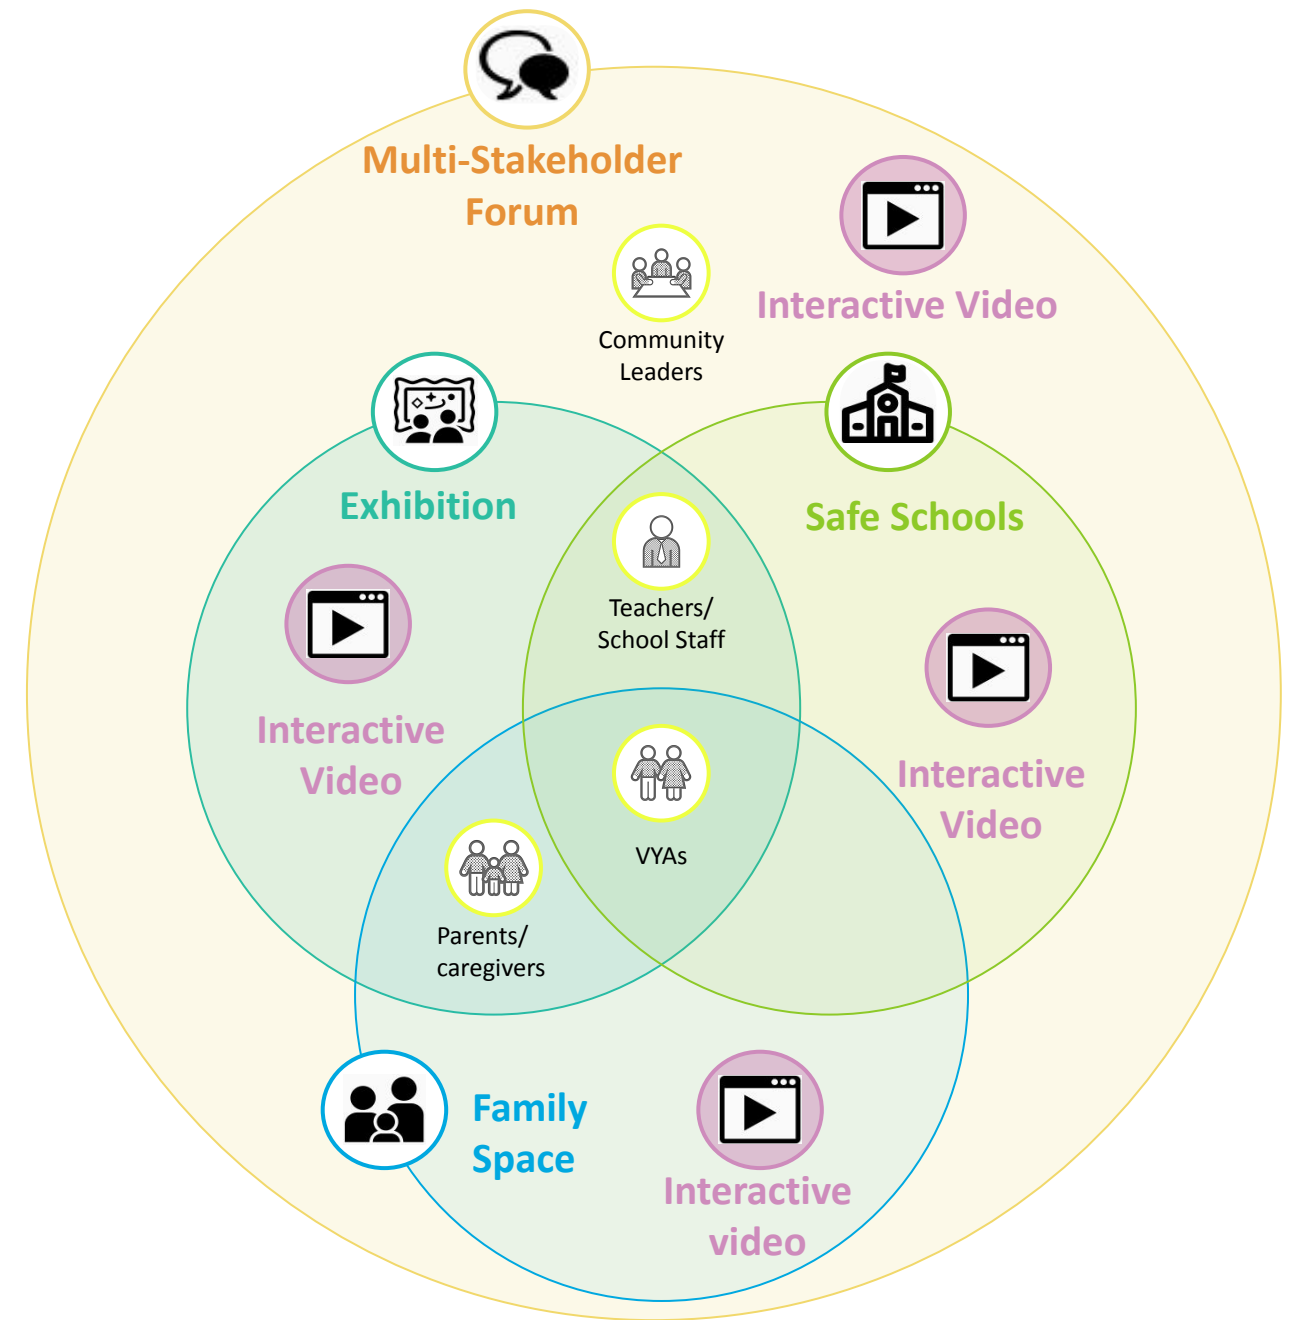 Multi-Stakeholder
Forum
Interactive Video
Community
Leaders
Exhibition
Safe Schools
Teachers/
School Staff
Interactive
Video
Interactive
Video
VYAs
Parents/
caregivers
Family
Space
Interactive
video